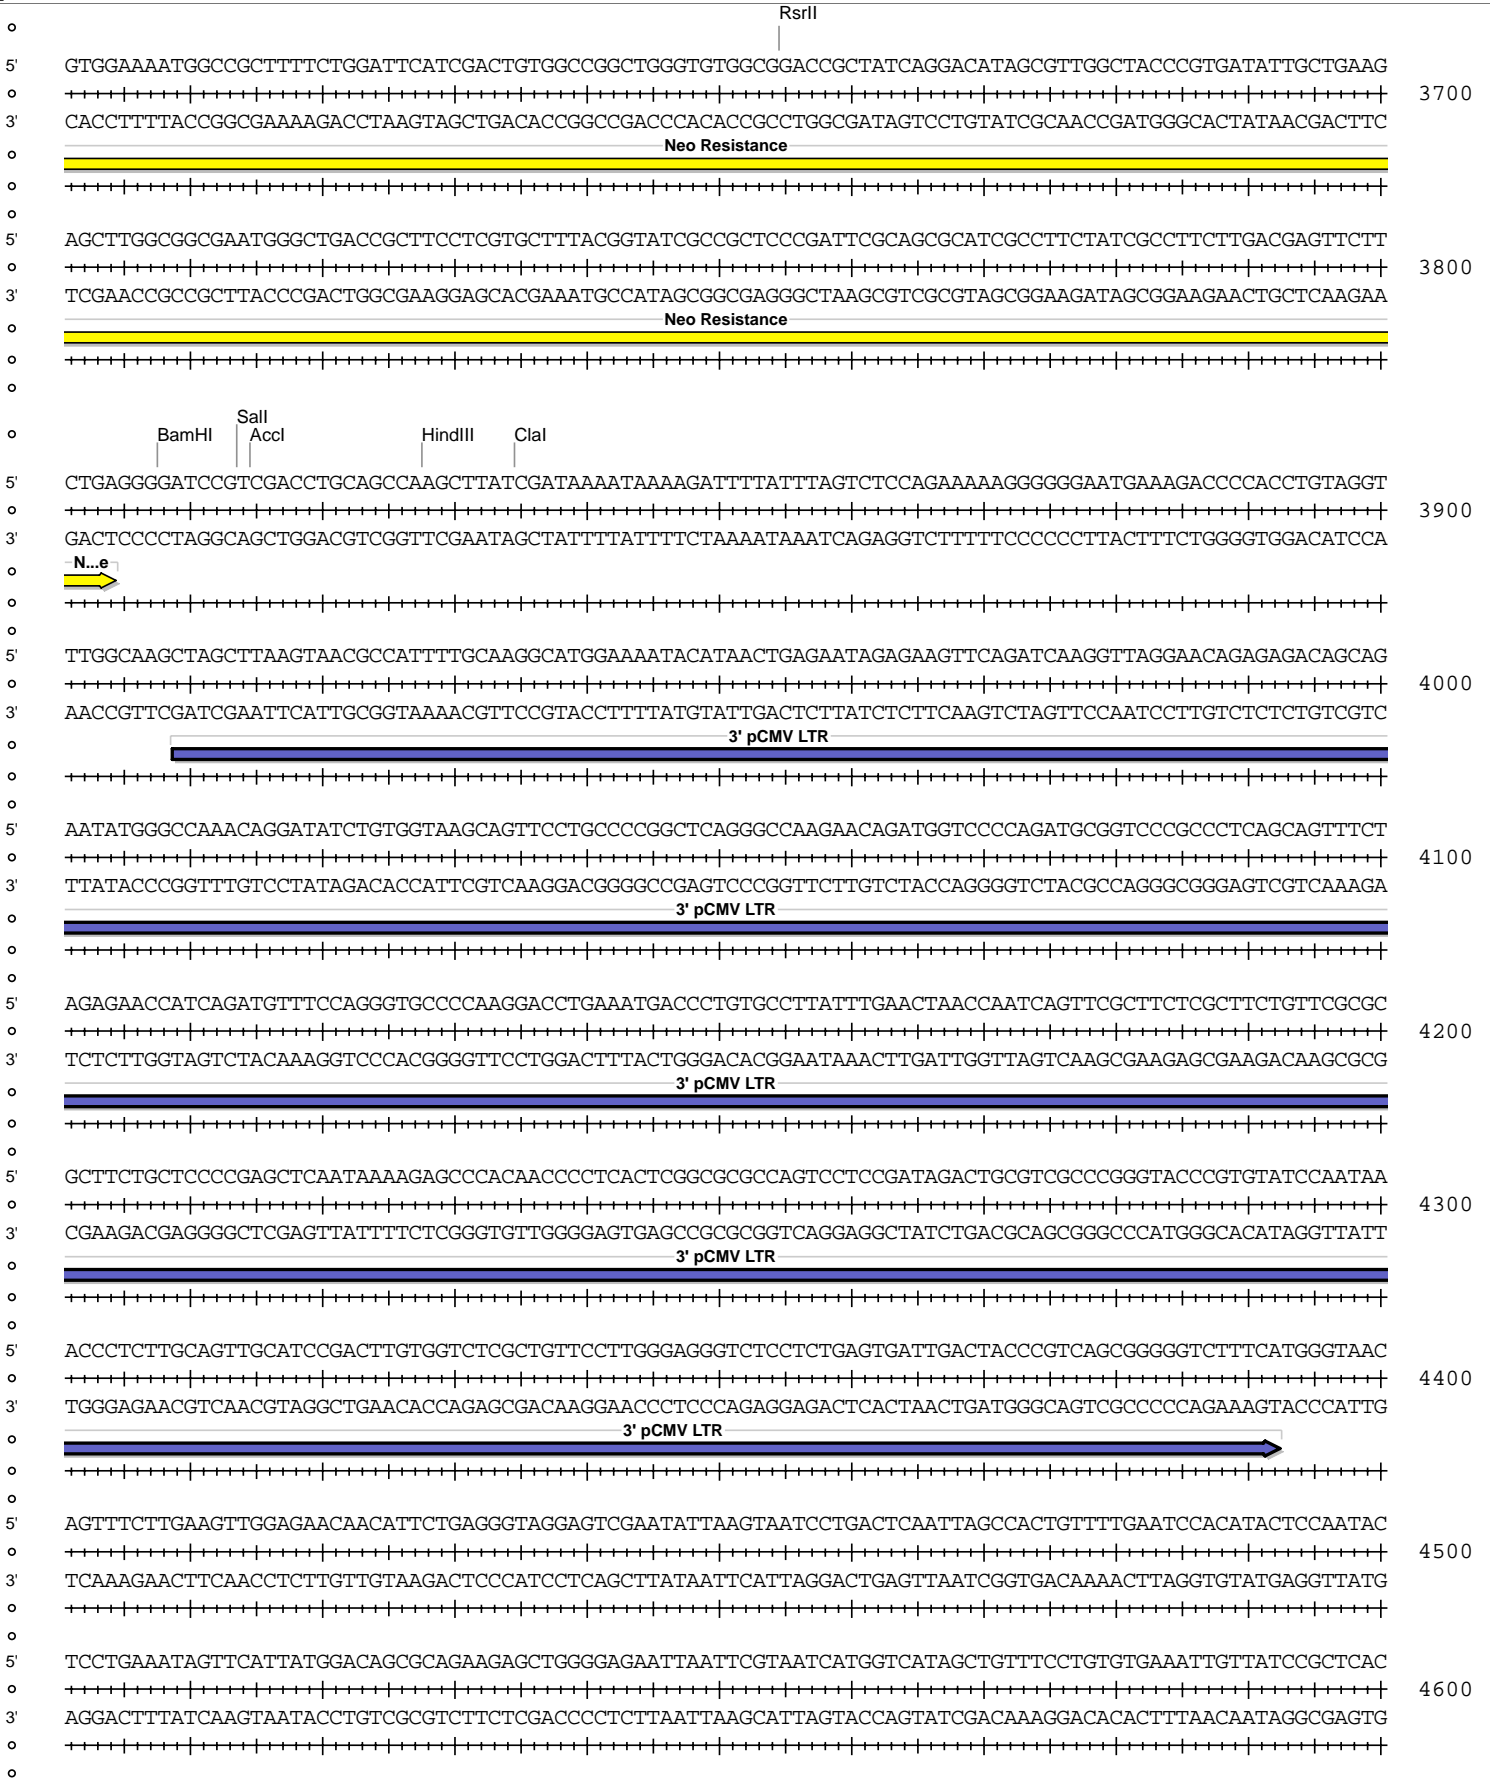 RsrII
5' GTGGAAAATGGCCGCTTTTCTGGATTCATCGACTGTGGCCGGCTGGGTGTGGCGGACCGCTATCAGGACATAGCGTTGGCTACCCGTGATATTGCTGAAG
3700
3' CACCTTTTACCGGCGAAAAGACCTAAGTAGCTGACACCGGCCGACCCACACCGCCTGGCGATAGTCCTGTATCGCAACCGATGGGCACTATAACGACTTC
Neo Resistance
5' AGCTTGGCGGCGAATGGGCTGACCGCTTCCTCGTGCTTTACGGTATCGCCGCTCCCGATTCGCAGCGCATCGCCTTCTATCGCCTTCTTGACGAGTTCTT
3800
3' TCGAACCGCCGCTTACCCGACTGGCGAAGGAGCACGAAATGCCATAGCGGCGAGGGCTAAGCGTCGCGTAGCGGAAGATAGCGGAAGAACTGCTCAAGAA
Neo Resistance
SalI
BamHI AccI HindIII ClaI
5' CTGAGGGGATCCGTCGACCTGCAGCCAAGCTTATCGATAAAATAAAAGATTTTATTTAGTCTCCAGAAAAAGGGGGGAATGAAAGACCCCACCTGTAGGT
3900
3' GACTCCCCTAGGCAGCTGGACGTCGGTTCGAATAGCTATTTTATTTTCTAAAATAAATCAGAGGTCTTTTTCCCCCCTTACTTTCTGGGGTGGACATCCA
N...e
5' TTGGCAAGCTAGCTTAAGTAACGCCATTTTGCAAGGCATGGAAAATACATAACTGAGAATAGAGAAGTTCAGATCAAGGTTAGGAACAGAGAGACAGCAG
4000
3' AACCGTTCGATCGAATTCATTGCGGTAAAACGTTCCGTACCTTTTATGTATTGACTCTTATCTCTTCAAGTCTAGTTCCAATCCTTGTCTCTCTGTCGTC
3' pCMV LTR
5' AATATGGGCCAAACAGGATATCTGTGGTAAGCAGTTCCTGCCCCGGCTCAGGGCCAAGAACAGATGGTCCCCAGATGCGGTCCCGCCCTCAGCAGTTTCT
4100
3' TTATACCCGGTTTGTCCTATAGACACCATTCGTCAAGGACGGGGCCGAGTCCCGGTTCTTGTCTACCAGGGGTCTACGCCAGGGCGGGAGTCGTCAAAGA
3' pCMV LTR
5' AGAGAACCATCAGATGTTTCCAGGGTGCCCCAAGGACCTGAAATGACCCTGTGCCTTATTTGAACTAACCAATCAGTTCGCTTCTCGCTTCTGTTCGCGC
4200
3' TCTCTTGGTAGTCTACAAAGGTCCCACGGGGTTCCTGGACTTTACTGGGACACGGAATAAACTTGATTGGTTAGTCAAGCGAAGAGCGAAGACAAGCGCG
3' pCMV LTR
5' GCTTCTGCTCCCCGAGCTCAATAAAAGAGCCCACAACCCCTCACTCGGCGCGCCAGTCCTCCGATAGACTGCGTCGCCCGGGTACCCGTGTATCCAATAA
4300
3' CGAAGACGAGGGGCTCGAGTTATTTTCTCGGGTGTTGGGGAGTGAGCCGCGCGGTCAGGAGGCTATCTGACGCAGCGGGCCCATGGGCACATAGGTTATT
3' pCMV LTR
5' ACCCTCTTGCAGTTGCATCCGACTTGTGGTCTCGCTGTTCCTTGGGAGGGTCTCCTCTGAGTGATTGACTACCCGTCAGCGGGGGTCTTTCATGGGTAAC
4400
3' TGGGAGAACGTCAACGTAGGCTGAACACCAGAGCGACAAGGAACCCTCCCAGAGGAGACTCACTAACTGATGGGCAGTCGCCCCCAGAAAGTACCCATTG
3' pCMV LTR
5' AGTTTCTTGAAGTTGGAGAACAACATTCTGAGGGTAGGAGTCGAATATTAAGTAATCCTGACTCAATTAGCCACTGTTTTGAATCCACATACTCCAATAC
4500
3' TCAAAGAACTTCAACCTCTTGTTGTAAGACTCCCATCCTCAGCTTATAATTCATTAGGACTGAGTTAATCGGTGACAAAACTTAGGTGTATGAGGTTATG
5' TCCTGAAATAGTTCATTATGGACAGCGCAGAAGAGCTGGGGAGAATTAATTCGTAATCATGGTCATAGCTGTTTCCTGTGTGAAATTGTTATCCGCTCAC
4600
3' AGGACTTTATCAAGTAATACCTGTCGCGTCTTCTCGACCCCTCTTAATTAAGCATTAGTACCAGTATCGACAAAGGACACACTTTAACAATAGGCGAGTG